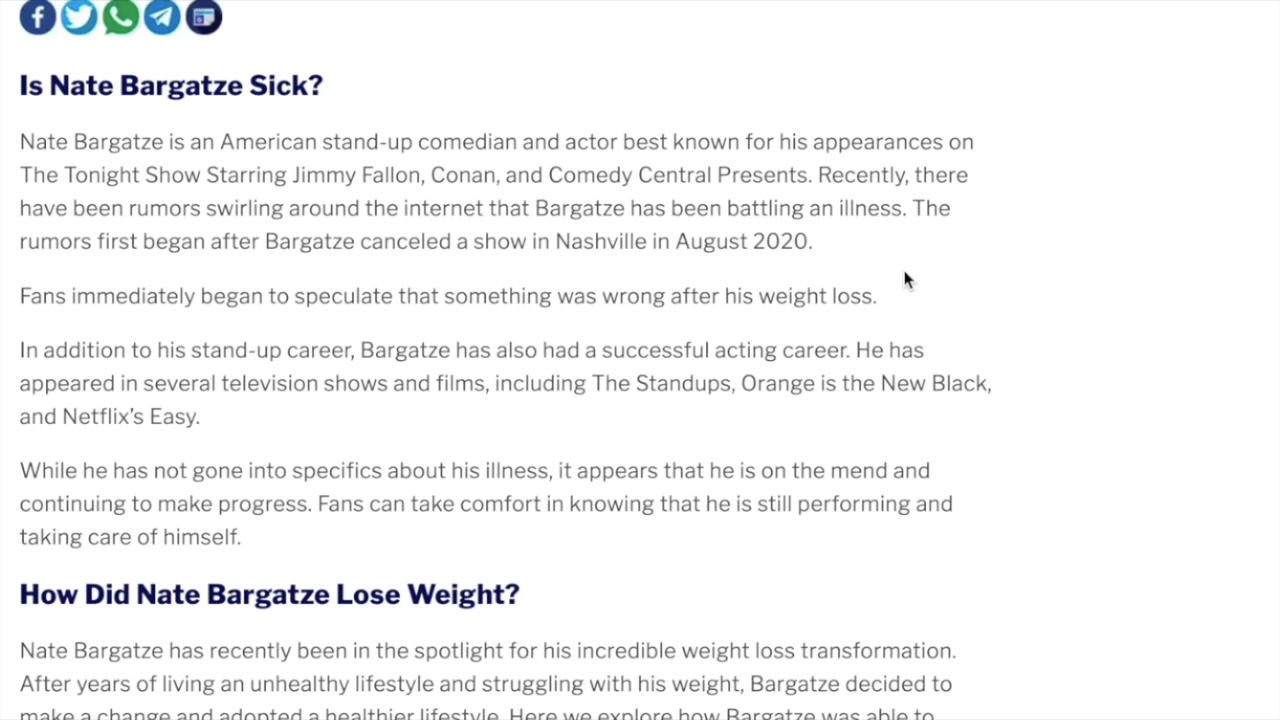 Is Nate Bargatze Sick?
Nate Bargatze is an American stand-up comedian and actor best known for his appearances on
The Tonight Show Starring Jimmy Fallon, Conan, and Comedy Central Presents. Recently, there
have been rumors swirling around the internet that Bargatze has been battling an illness. The
rumors first began after Bargatze canceled a show in Nashville in August 2020.
Fans immediately began to speculate that something was wrong after his weight loss.
In addition to his stand-up career, Bargatze has also had a successful acting career. He has
appeared in several television shows and films, including The Standups, Orange is the New Black,
and Netflix’s Easy.
While he has not gone into specifics about his illness, it appears that he is on the mend and
continuing to make progress. Fans can take comfort in knowing that he is still performing and
taking care of himself.
How Did Nate Bargatze Lose Weight?
Nate Bargatze has recently been in the spotlight for his incredible weight loss transformation.
After years of living an unhealthy lifestyle and struggling with his weight, Bargatze decided to
make a change and adopted a healthier lifestyle. Here we explore how Bargatze was able to